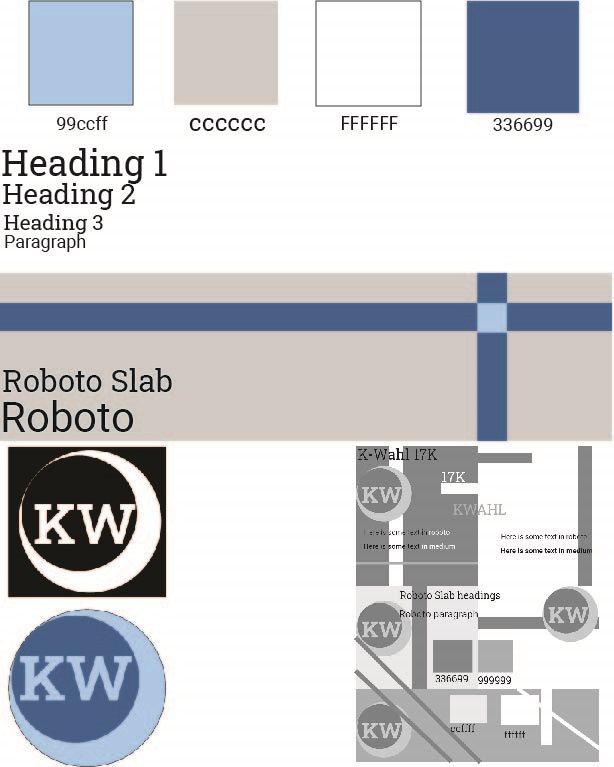 99ccff cccccc FFFFFF 336699
Heading 1
Heading 2
Heading 3
Paragraph
Roboto Slab
Roboto
KW
KW
K-Wahl 17K
17K
KW
KWAHL
Here is some text in roboto
Here is some text in medium
Here is some text in roboto
Here is some text in medium
Roboto Slab headings
Roboto paragraph
KW
KW
336699 999999
ccffff
ffffff
KW